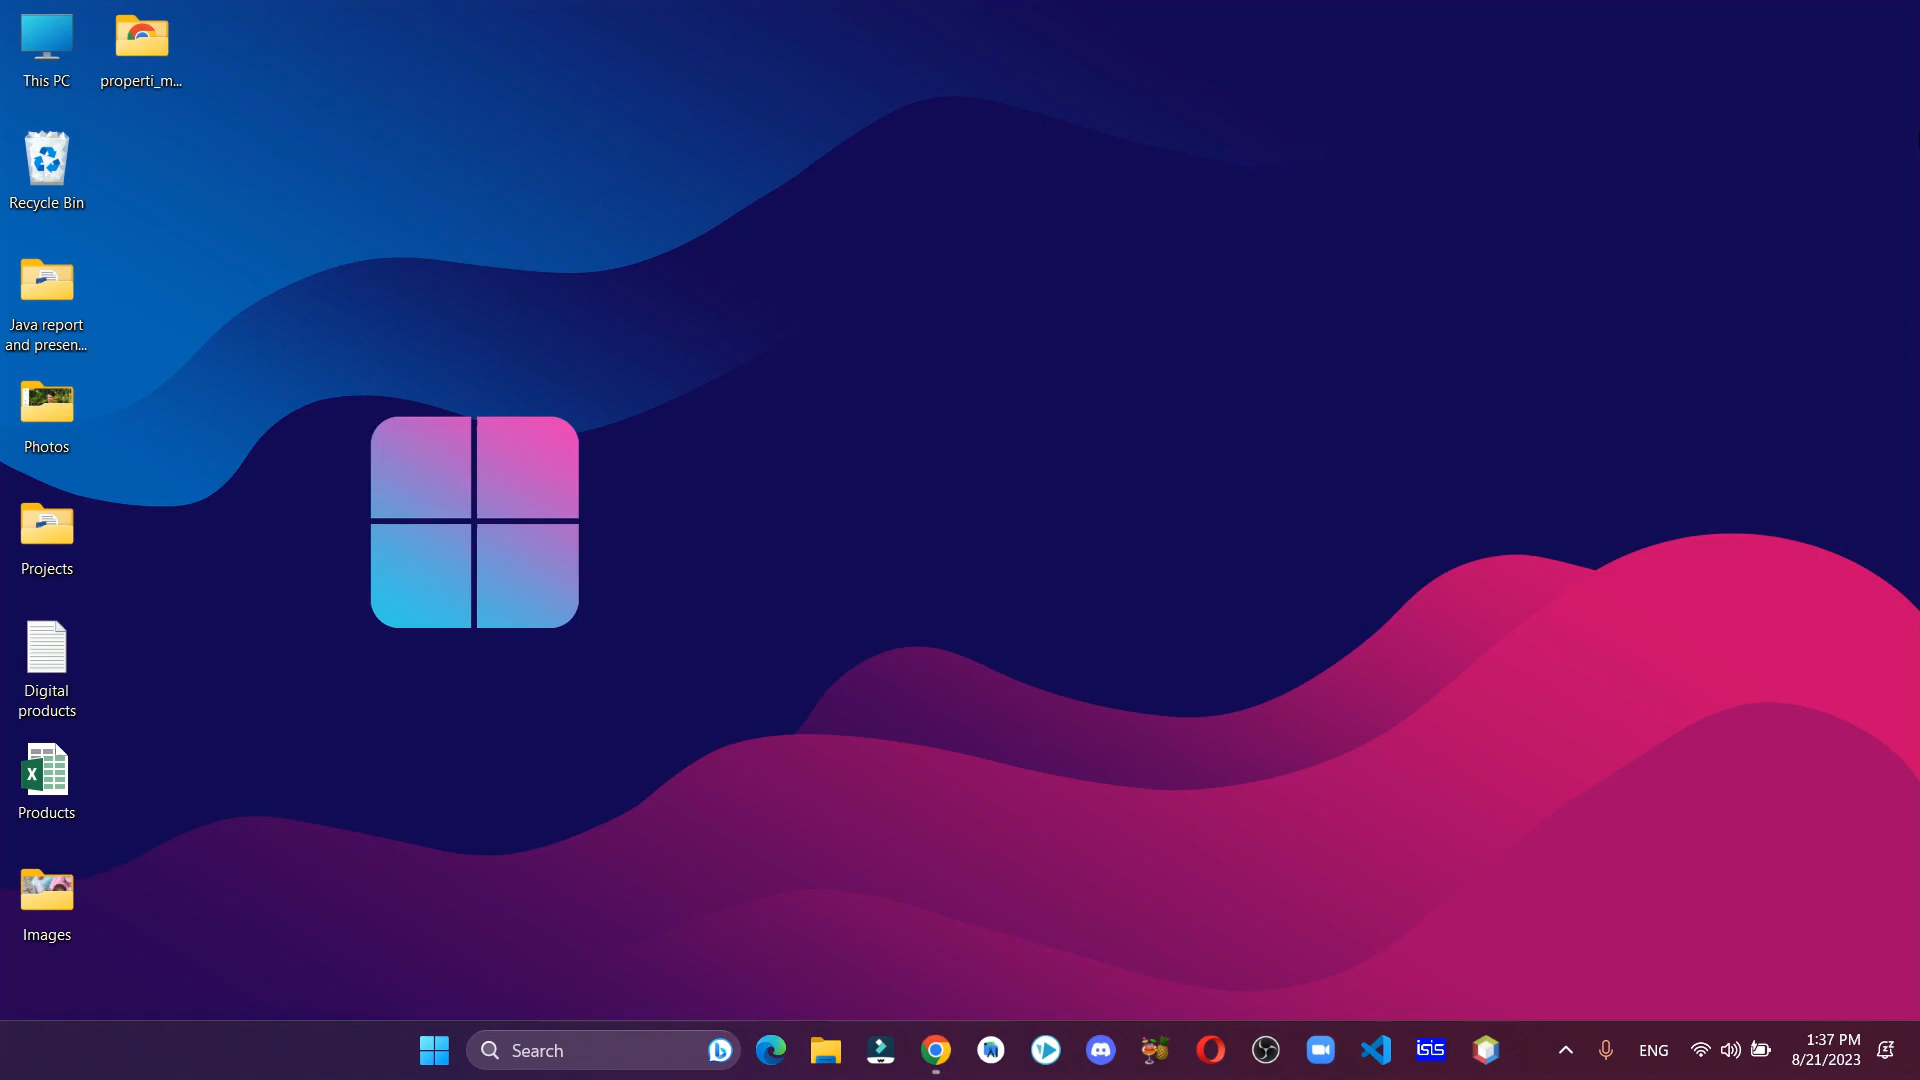 This PC
properti_m...
Recycle Bin
Java report
and presen...
Photos
Projects
Digital
products
X
Products
Images
Search
isis
ENG
1:37 PM
8/21/2023